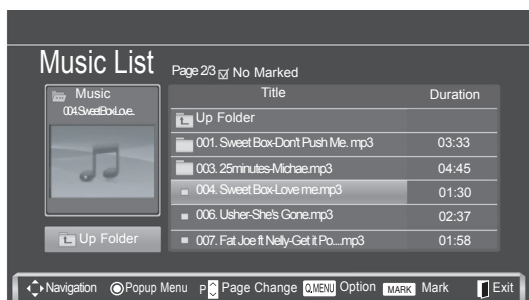 Music List
Page 2/3 No Marked
Music
004.SweetBox-Love.
Up Folder
Title Duration
Up Folder
001. Sweet Box-Don't Push Me. mp3 03:33
003. 25minutes-Michae.mp3 04:45
004. Sweet Box-Love me.mp3 01:30
006. Usher-She's Gone.mp3 02:37
007. Fat Joe ft Nelly-Get it Po....mp3 01:58
Navigation Popup Menu P Page Change Q.MENU Option MARK Mark Exit